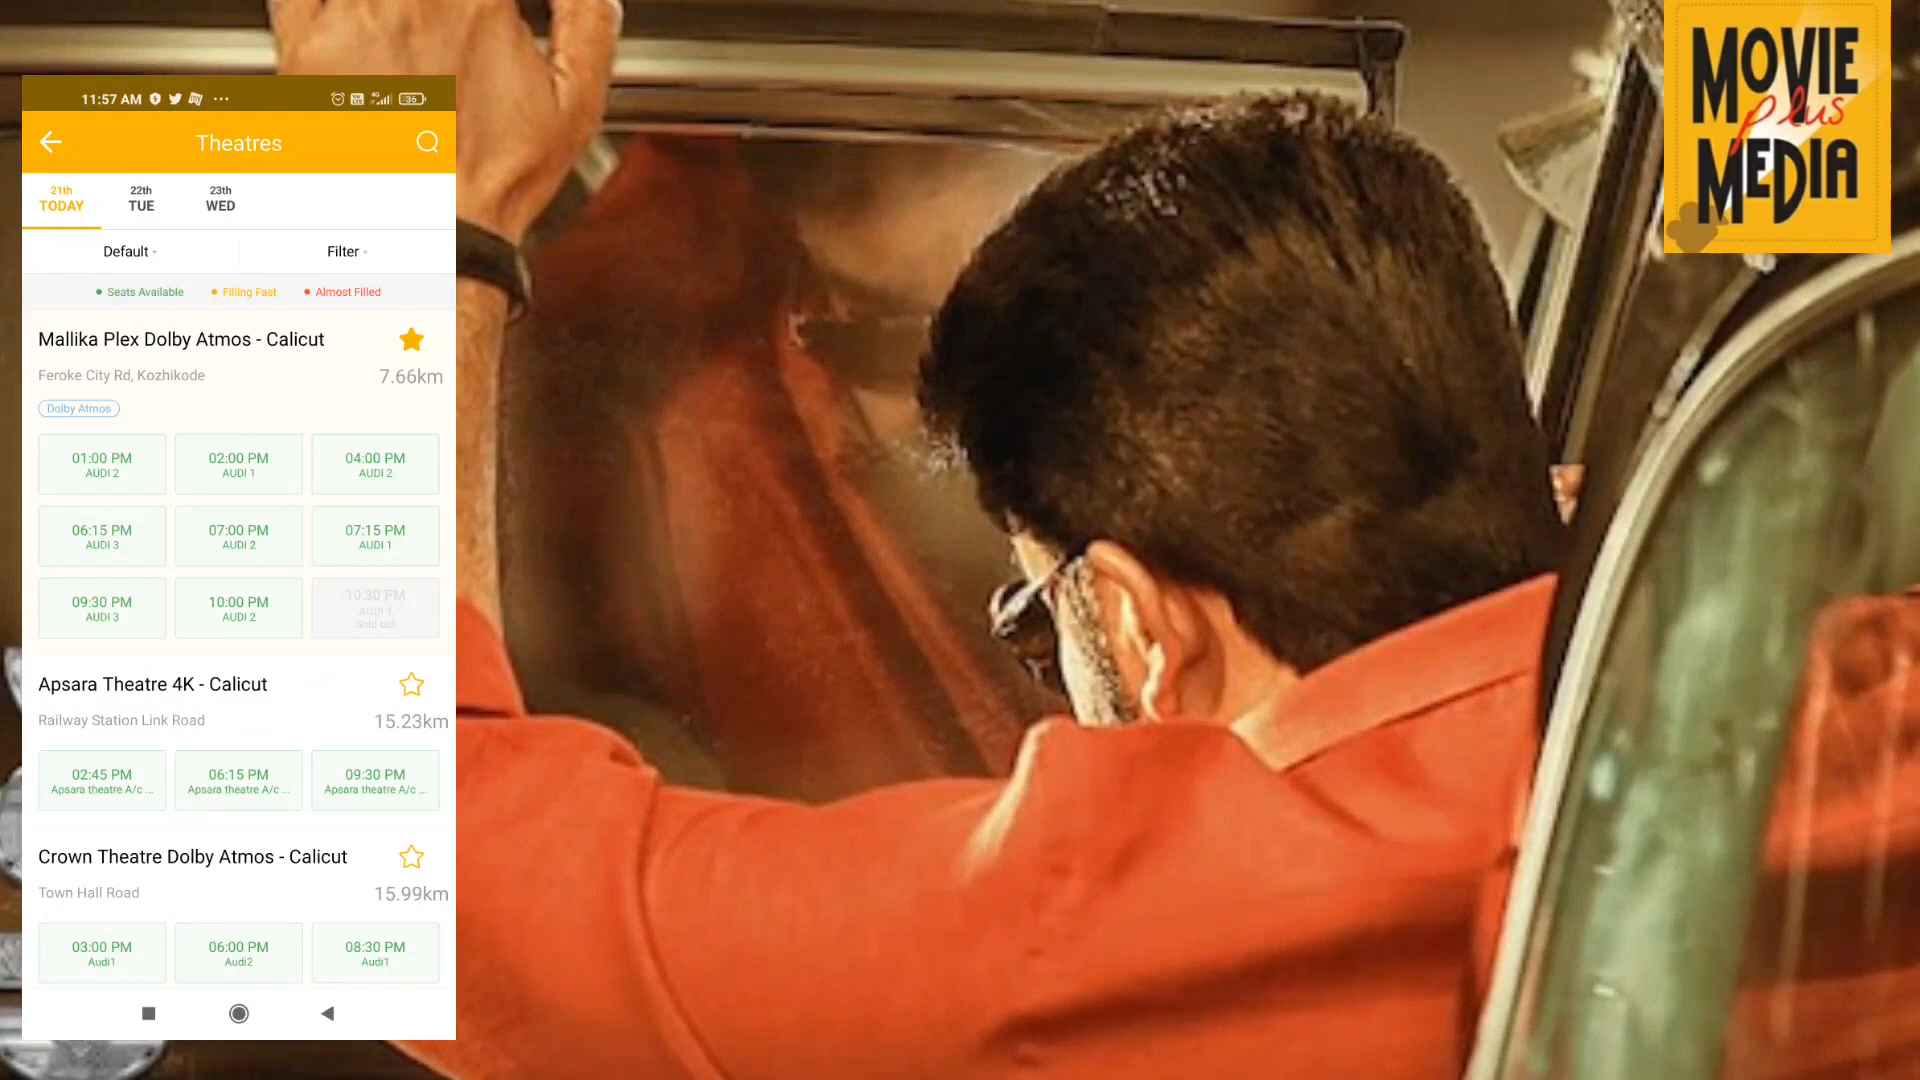 11:57 AM
36
Theatres
21th
TODAY
22th
TUE
23th
WED
Default
Filter
Seats Available
Filling Fast
Almost Filled
Mallika Plex Dolby Atmos - Calicut
Feroke City Rd, Kozhikode
7.66km
Dolby Atmos
01:00 PM
AUDI 2
02:00 PM
AUDI 1
04:00 PM
AUDI 2
06:15 PM
AUDI 3
07:00 PM
AUDI 2
07:15 PM
AUDI 1
09:30 PM
AUDI 3
10:00 PM
AUDI 2
10:30 PM
AUDI 1
Sold out
Apsara Theatre 4K - Calicut
Railway Station Link Road
15.23km
02:45 PM
Apsara theatre A/c ...
06:15 PM
Apsara theatre A/c ...
09:30 PM
Apsara theatre A/c ...
Crown Theatre Dolby Atmos - Calicut
Town Hall Road
15.99km
03:00 PM
Audi1
06:00 PM
Audi2
08:30 PM
Audi1
MOVIE
plus
MEDIA